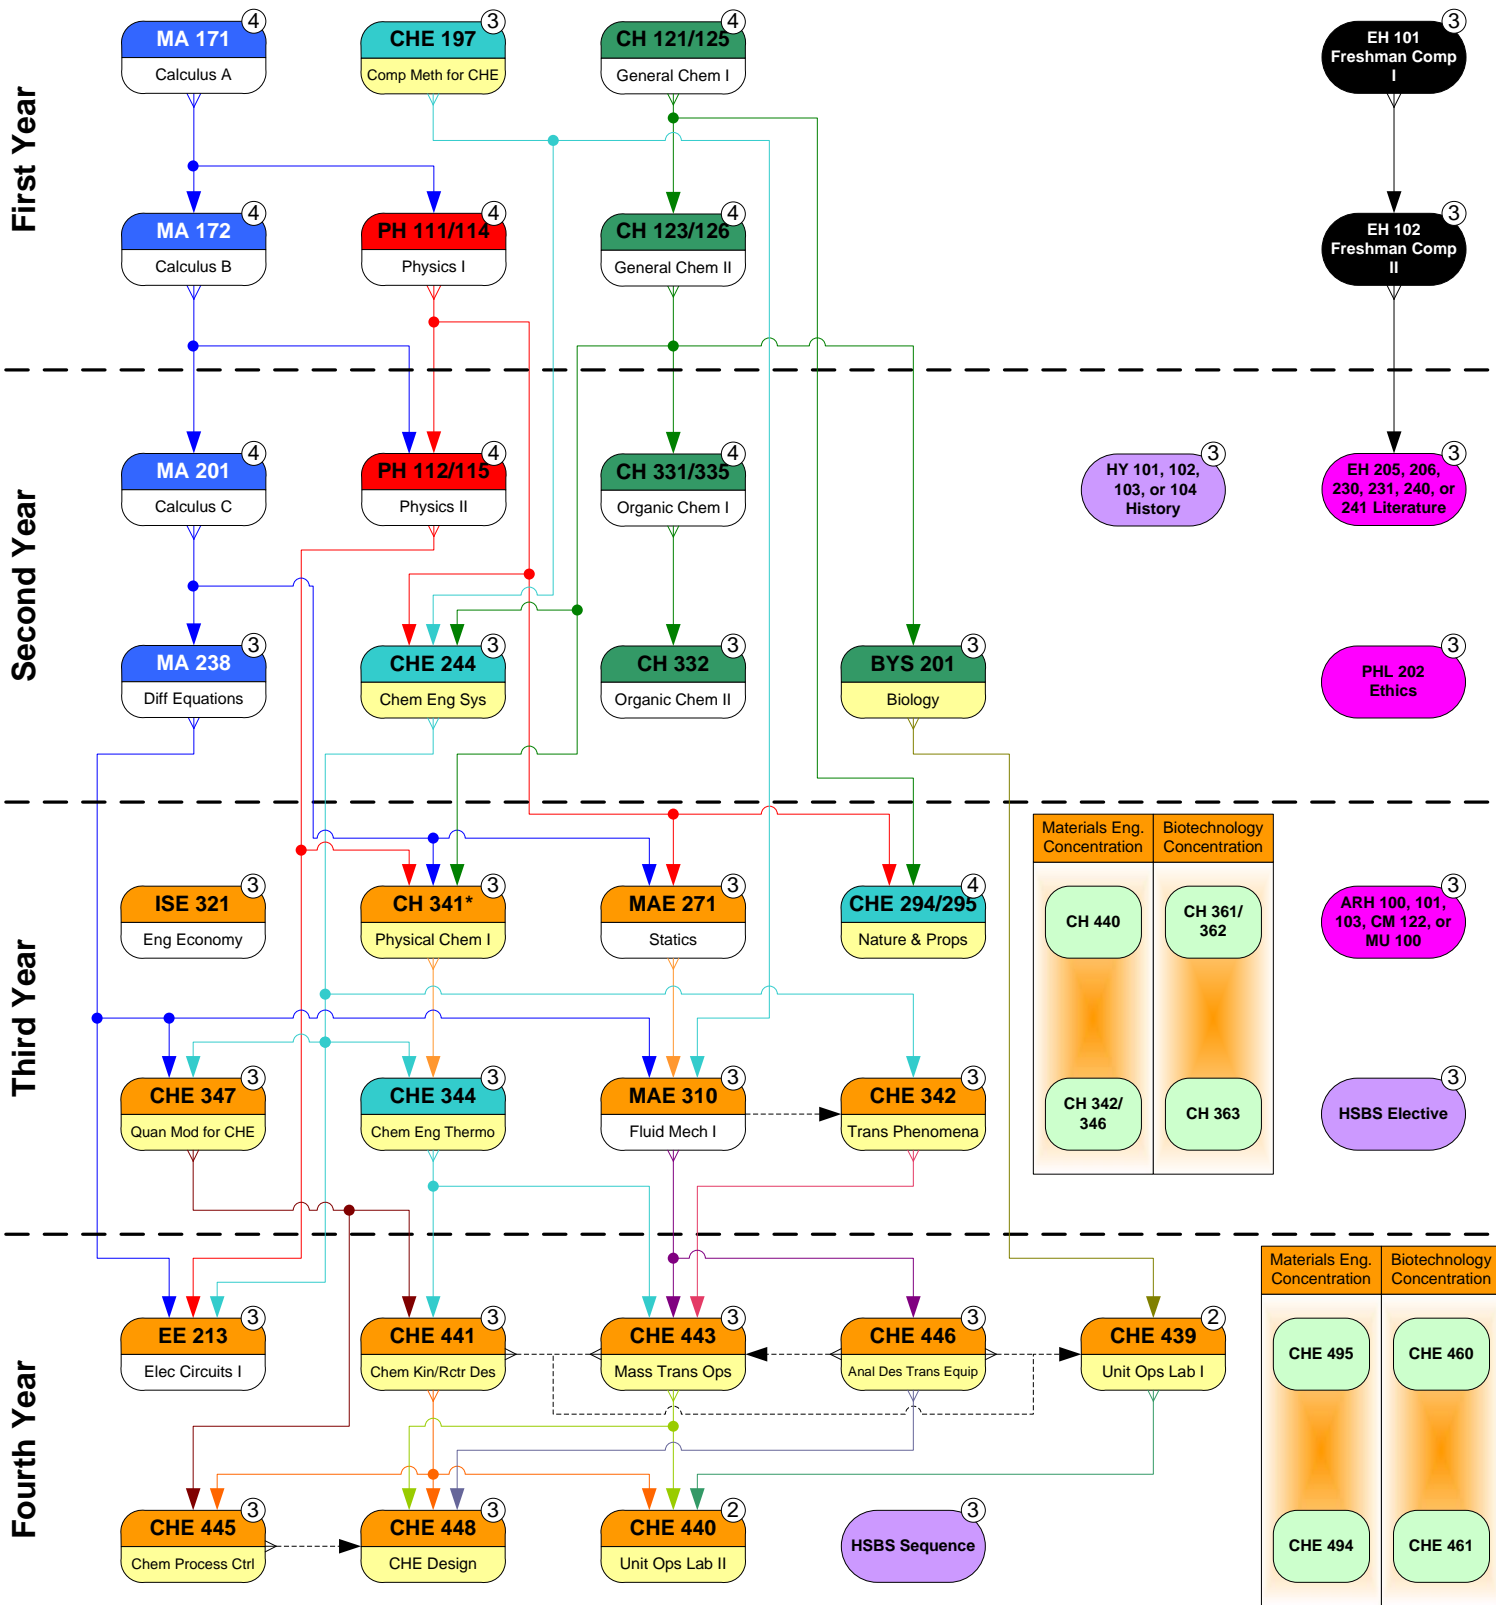 First Year
MA 171
4
Calculus A
CHE 197
3
Comp Meth for CHE
CH 121/125
4
General Chem I
EH 101
Freshman Comp
I
3
MA 172
4
Calculus B
PH 111/114
4
Physics I
CH 123/126
4
General Chem II
EH 102
Freshman Comp
II
3
Second Year
MA 201
4
Calculus C
PH 112/115
4
Physics II
CH 331/335
4
Organic Chem I
HY 101, 102,
103, or 104
History
3
EH 205, 206,
230, 231, 240, or
241 Literature
3
MA 238
3
Diff Equations
CHE 244
3
Chem Eng Sys
CH 332
3
Organic Chem II
BYS 201
3
Biology
PHL 202
Ethics
3
Third Year
ISE 321
3
Eng Economy
CH 341*
3
Physical Chem I
MAE 271
3
Statics
CHE 294/295
4
Nature & Props
Materials Eng.
Concentration
Biotechnology
Concentration
CH 440
CH 361/
362
ARH 100, 101,
103, CM 122, or
MU 100
3
CHE 347
3
Quan Mod for CHE
CHE 344
3
Chem Eng Thermo
MAE 310
3
Fluid Mech I
CHE 342
3
Trans Phenomena
CH 342/
346
CH 363
HSBS Elective
3
Fourth Year
EE 213
3
Elec Circuits I
CHE 441
3
Chem Kin/Rctr Des
CHE 443
3
Mass Trans Ops
CHE 446
3
Anal Des Trans Equip
CHE 439
2
Unit Ops Lab I
Materials Eng.
Concentration
Biotechnology
Concentration
CHE 495
CHE 460
CHE 445
3
Chem Process Ctrl
CHE 448
3
CHE Design
CHE 440
2
Unit Ops Lab II
HSBS Sequence
3
CHE 494
CHE 461